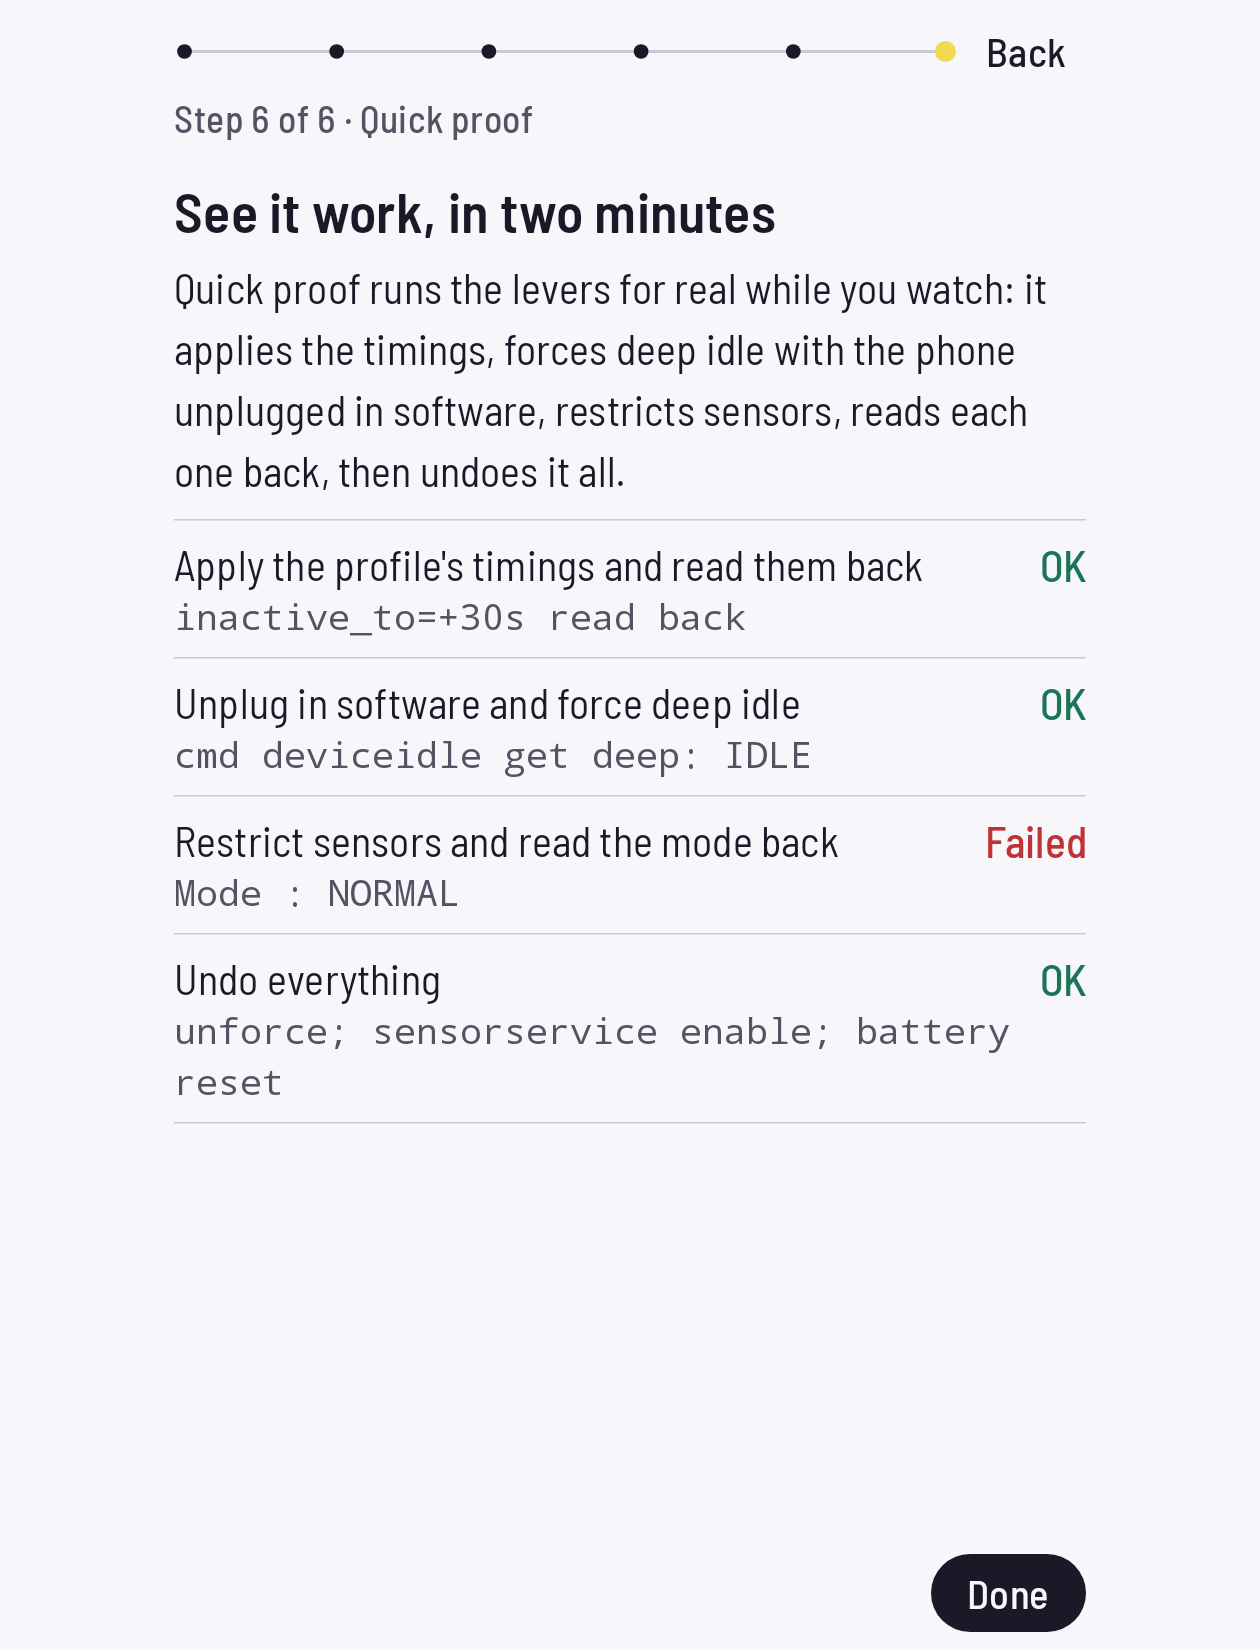 Back
Step 6 of 6 · Quick proof
See it work, in two minutes
Quick proof runs the levers for real while you watch: it
applies the timings, forces deep idle with the phone
unplugged in software, restricts sensors, reads each
one back, then undoes it all.
Apply the profile's timings and read them back OK
inactive_to=+30s read back
Unplug in software and force deep idle OK
cmd deviceidle get deep: IDLE
Restrict sensors and read the mode back Failed
Mode : NORMAL
Undo everything OK
unforce; sensorservice enable; battery
reset
Done